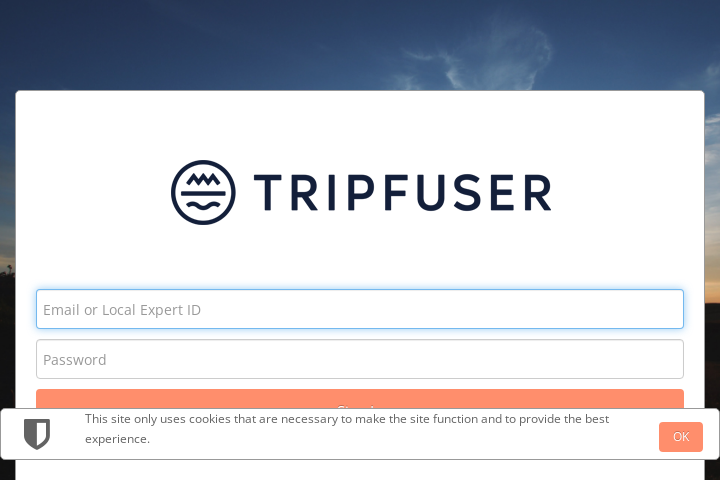 TRIPFUSER
Email or Local Expert ID
Password
This site only uses cookies that are necessary to make the site function and to provide the best
experience.
OK